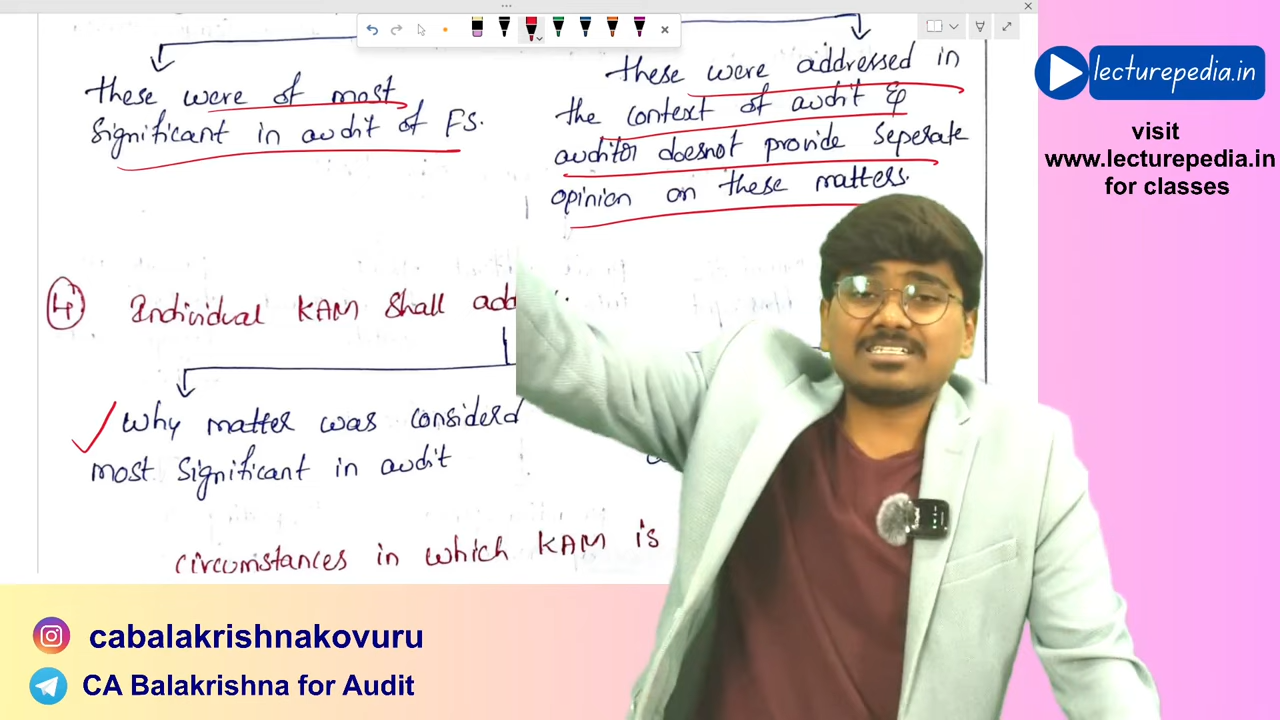 these were of most
significant in audit of FS.
these were addressed in
the context of audit &
auditor doesnot provide seperate
opinion on these matters.
4 Individual KAM shall
Why matter was considerd
most significant in audit
circumstances in which KAM is
lecturepedia.in
visit
www.lecturepedia.in
for classes
cabalakrishnakovuru
CA Balakrishna for Audit